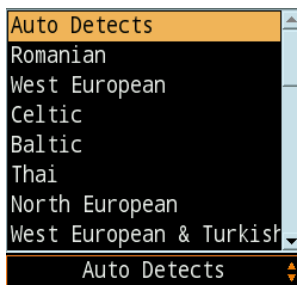 Auto Detects
Romanian
West European
Celtic
Baltic
Thai
North European
West European & Turkish
Auto Detects